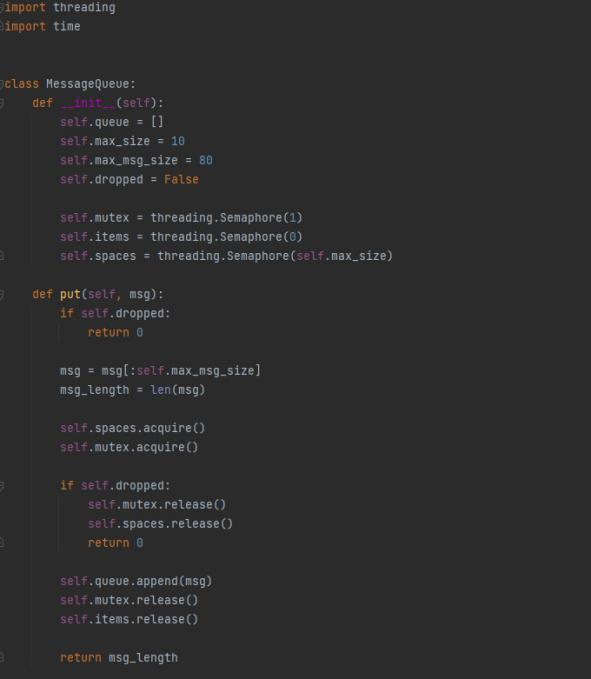 import threading
import time
class MessageQueue:
    def __init__(self):
        self.queue = []
        self.max_size = 10
        self.max_msg_size = 80
        self.dropped = False
        self.mutex = threading.Semaphore(1)
        self.items = threading.Semaphore(0)
        self.spaces = threading.Semaphore(self.max_size)
    def put(self, msg):
        if self.dropped:
            return 0
        msg = msg[:self.max_msg_size]
        msg_length = len(msg)
        self.spaces.acquire()
        self.mutex.acquire()
        if self.dropped:
            self.mutex.release()
            self.spaces.release()
            return 0
        self.queue.append(msg)
        self.mutex.release()
        self.items.release()
        return msg_length